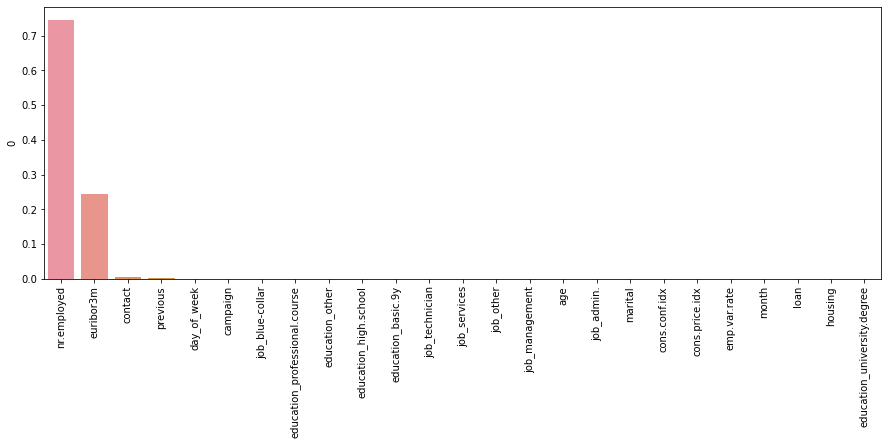 0.7
0.6
0.5
0.4
0.3
0.2
0.1
0.0
0
nr.employed
euribor3m
contact
previous
day_of_week
campaign
job_blue-collar
education_professional.course
education_other
education_high.school
education_basic.9y
job_technician
job_services
job_other
job_management
age
job_admin.
marital
cons.conf.idx
cons.price.idx
emp.var.rate
month
loan
housing
education_university.degree